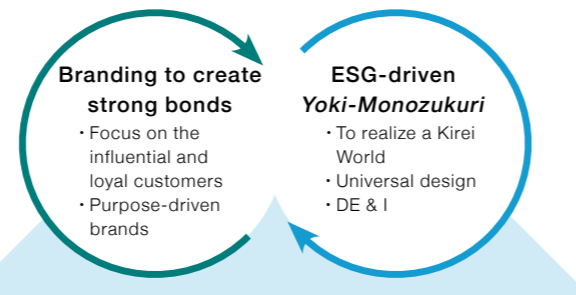 Branding to create
strong bonds
・Focus on the
influential and
loyal customers
・Purpose-driven
brands
ESG-driven
Yoki-Monozukuri
・To realize a Kirei
World
・Universal design
・DE & I